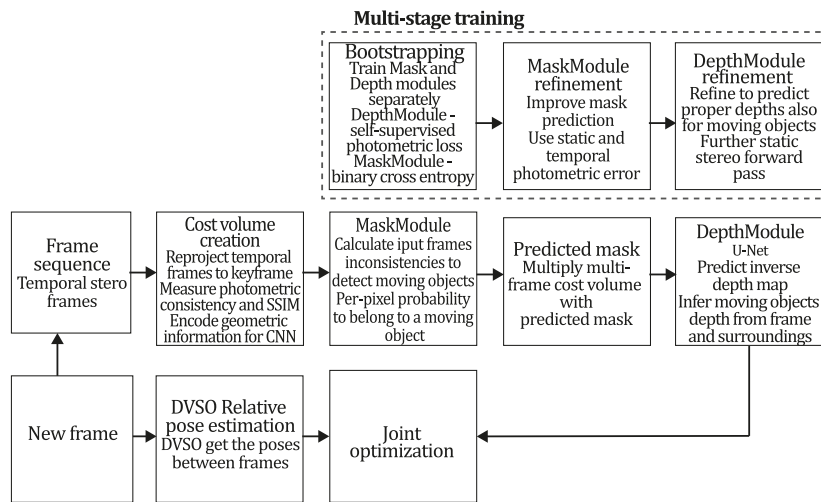 Multi-stage training
Bootstrapping
Train Mask and
Depth modules
separately
DepthModule -
self-supervised
photometric loss
MaskModule -
binary cross entropy
MaskModule
refinement
Improve mask
prediction
Use static and
temporal
photometric error
DepthModule
refinement
Refine to predict
proper depths also
for moving objects
Further static
stereo forward
pass
Frame
sequence
Temporal stero
frames
Cost volume
creation
Reproject temporal
frames to keyframe
Measure photometric
consistency and SSIM
Encode geometric
information for CNN
MaskModule
Calculate input frames
inconsistencies to
detect moving objects
Per-pixel probability
to belong to a moving
object
Predicted mask
Multiply multi-
frame cost volume
with
predicted mask
DepthModule
U-Net
Predict inverse
depth map
Infer moving objects
depth from frame
and surroundings
New frame
DVSO Relative
pose estimation
DVSO get the poses
between frames
Joint
optimization